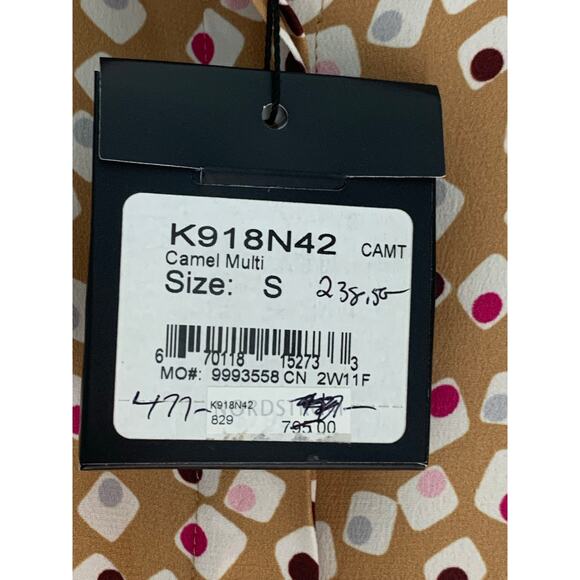 K918N42 CAMT
Camel Multi
Size: S 238.50
6 70118 15273 3
MO#: 9993558 CN 2W11F
477- K918N42 NORDSTROM
829 795.00